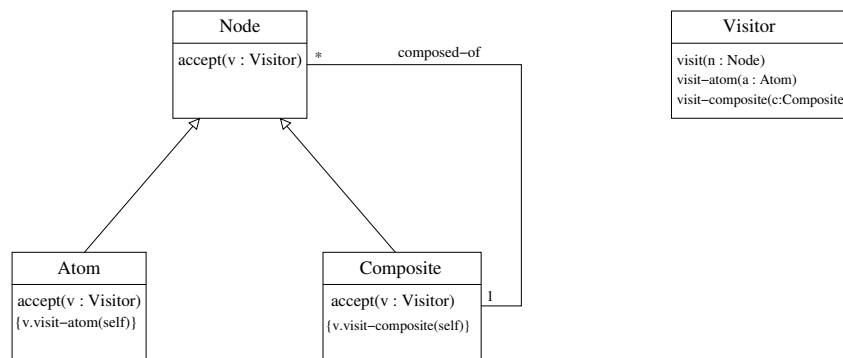 Node
accept(v : Visitor)
*
composed−of
Visitor
visit(n : Node)
visit−atom(a : Atom)
visit−composite(c:Composite
Atom
accept(v : Visitor)
{v.visit−atom(self)}
Composite
accept(v : Visitor)
{v.visit−composite(self)}
1